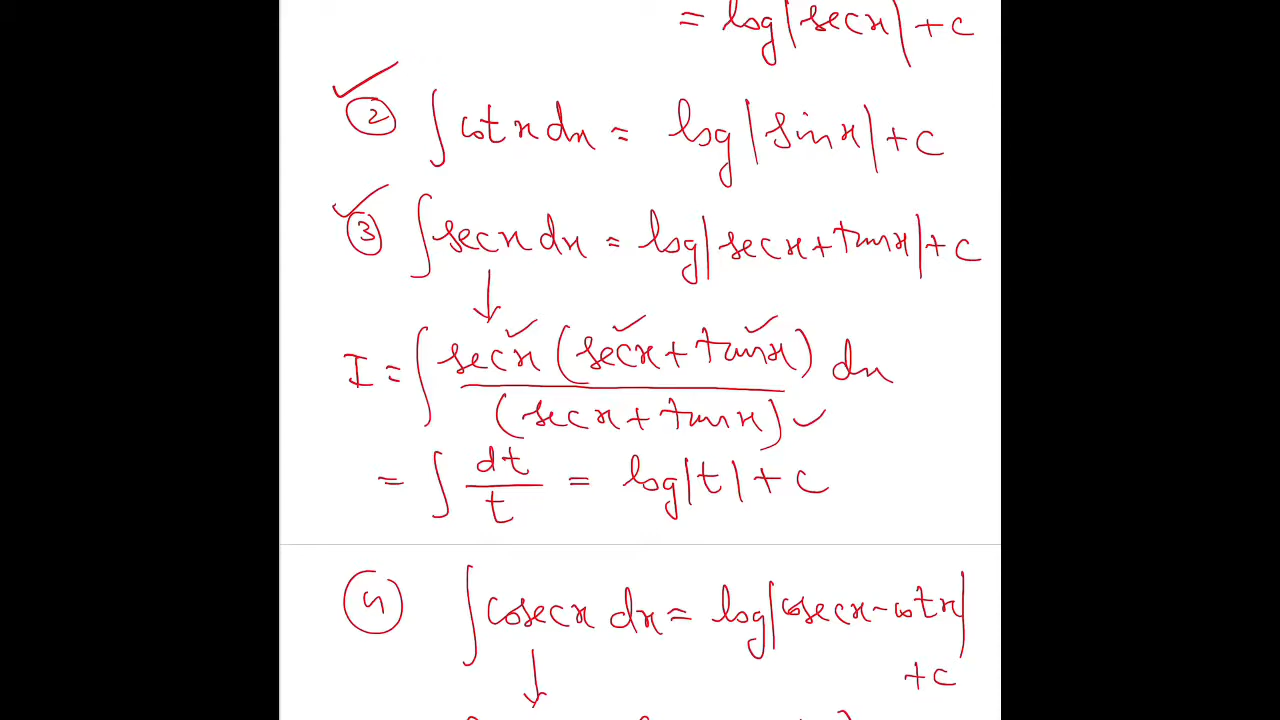 = log|secx| + c
② ∫cotx dx = log|sinx| + c
③ ∫secx dx = log|secx + tanx| + c
I = ∫ secx (secx + tanx) / (secx + tanx) dx
= ∫ dt/t = log|t| + c
④ ∫cosecx dx = log|cosecx - cotx|
+ c